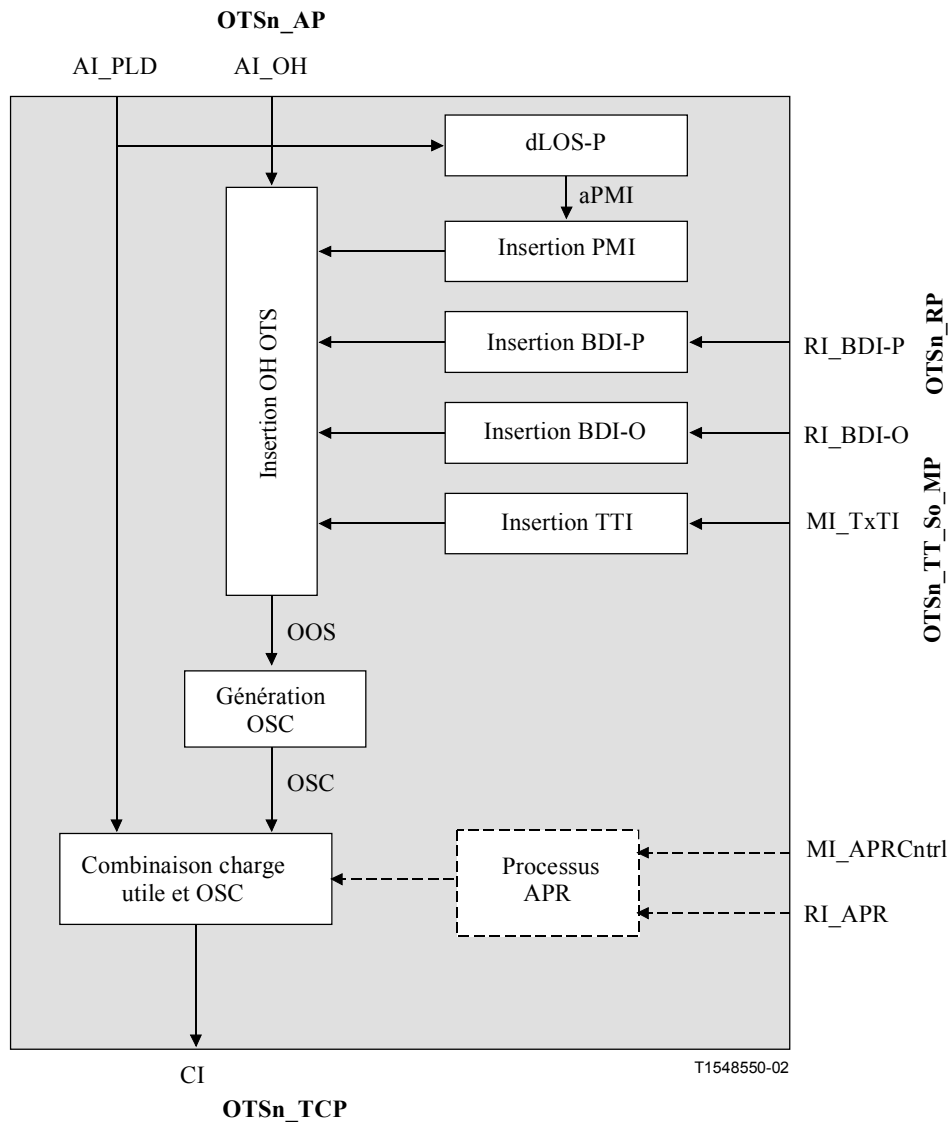 OTSn_AP
AI_PLD
AI_OH
dLOS-P
aPMI
Insertion PMI
Insertion OH OTS
Insertion BDI-P
RI_BDI-P
OTSn_RP
Insertion BDI-O
RI_BDI-O
Insertion TTI
MI_TxTI
OTSn_TT_So_MP
OOS
Génération
OSC
OSC
Combinaison charge
utile et OSC
Processus
APR
MI_APRCntrl
RI_APR
CI
T1548550-02
OTSn_TCP